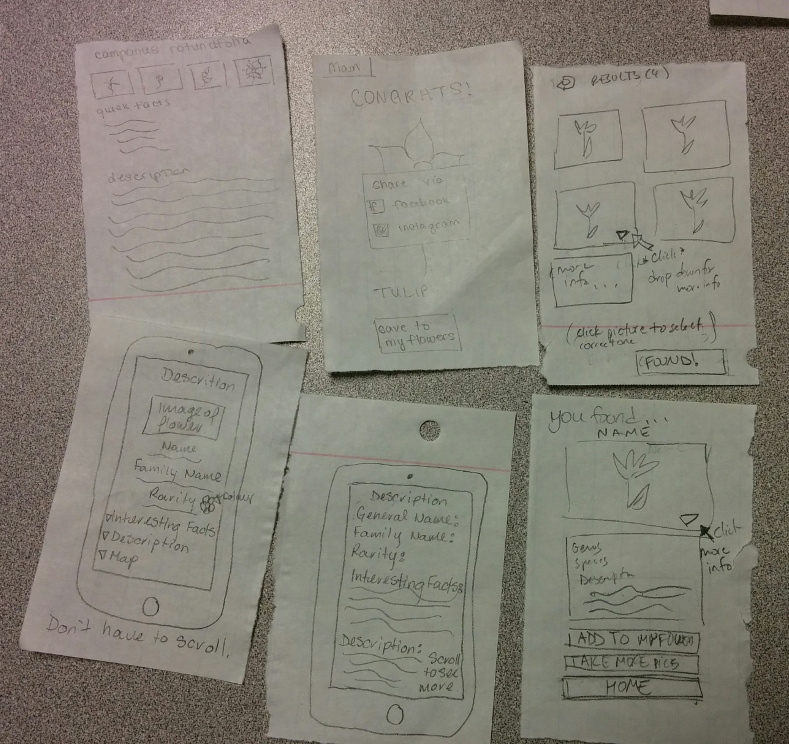 campanula rotundifolia
quick facts
description
Main
CONGRATS!
Share via
facebook
instagram
TULIP
save to
my flowers
RESULTS (4)
* Click *
drop down for
more info
more
info...
(click picture to select
correct one)
FOUND!
Descrition
Image of
flower
Name
Family Name
Rarity colour
Interesting Facts
Description
Map
Don't have to scroll.
Description
General Name:
Family Name:
Rarity:
Interesting Facts:
Description:
Scroll
to see
more
you found...
NAME
Click
more
info
Genus
Species
Description
ADD TO MY FLOWERS
TAKE MORE PICS
HOME